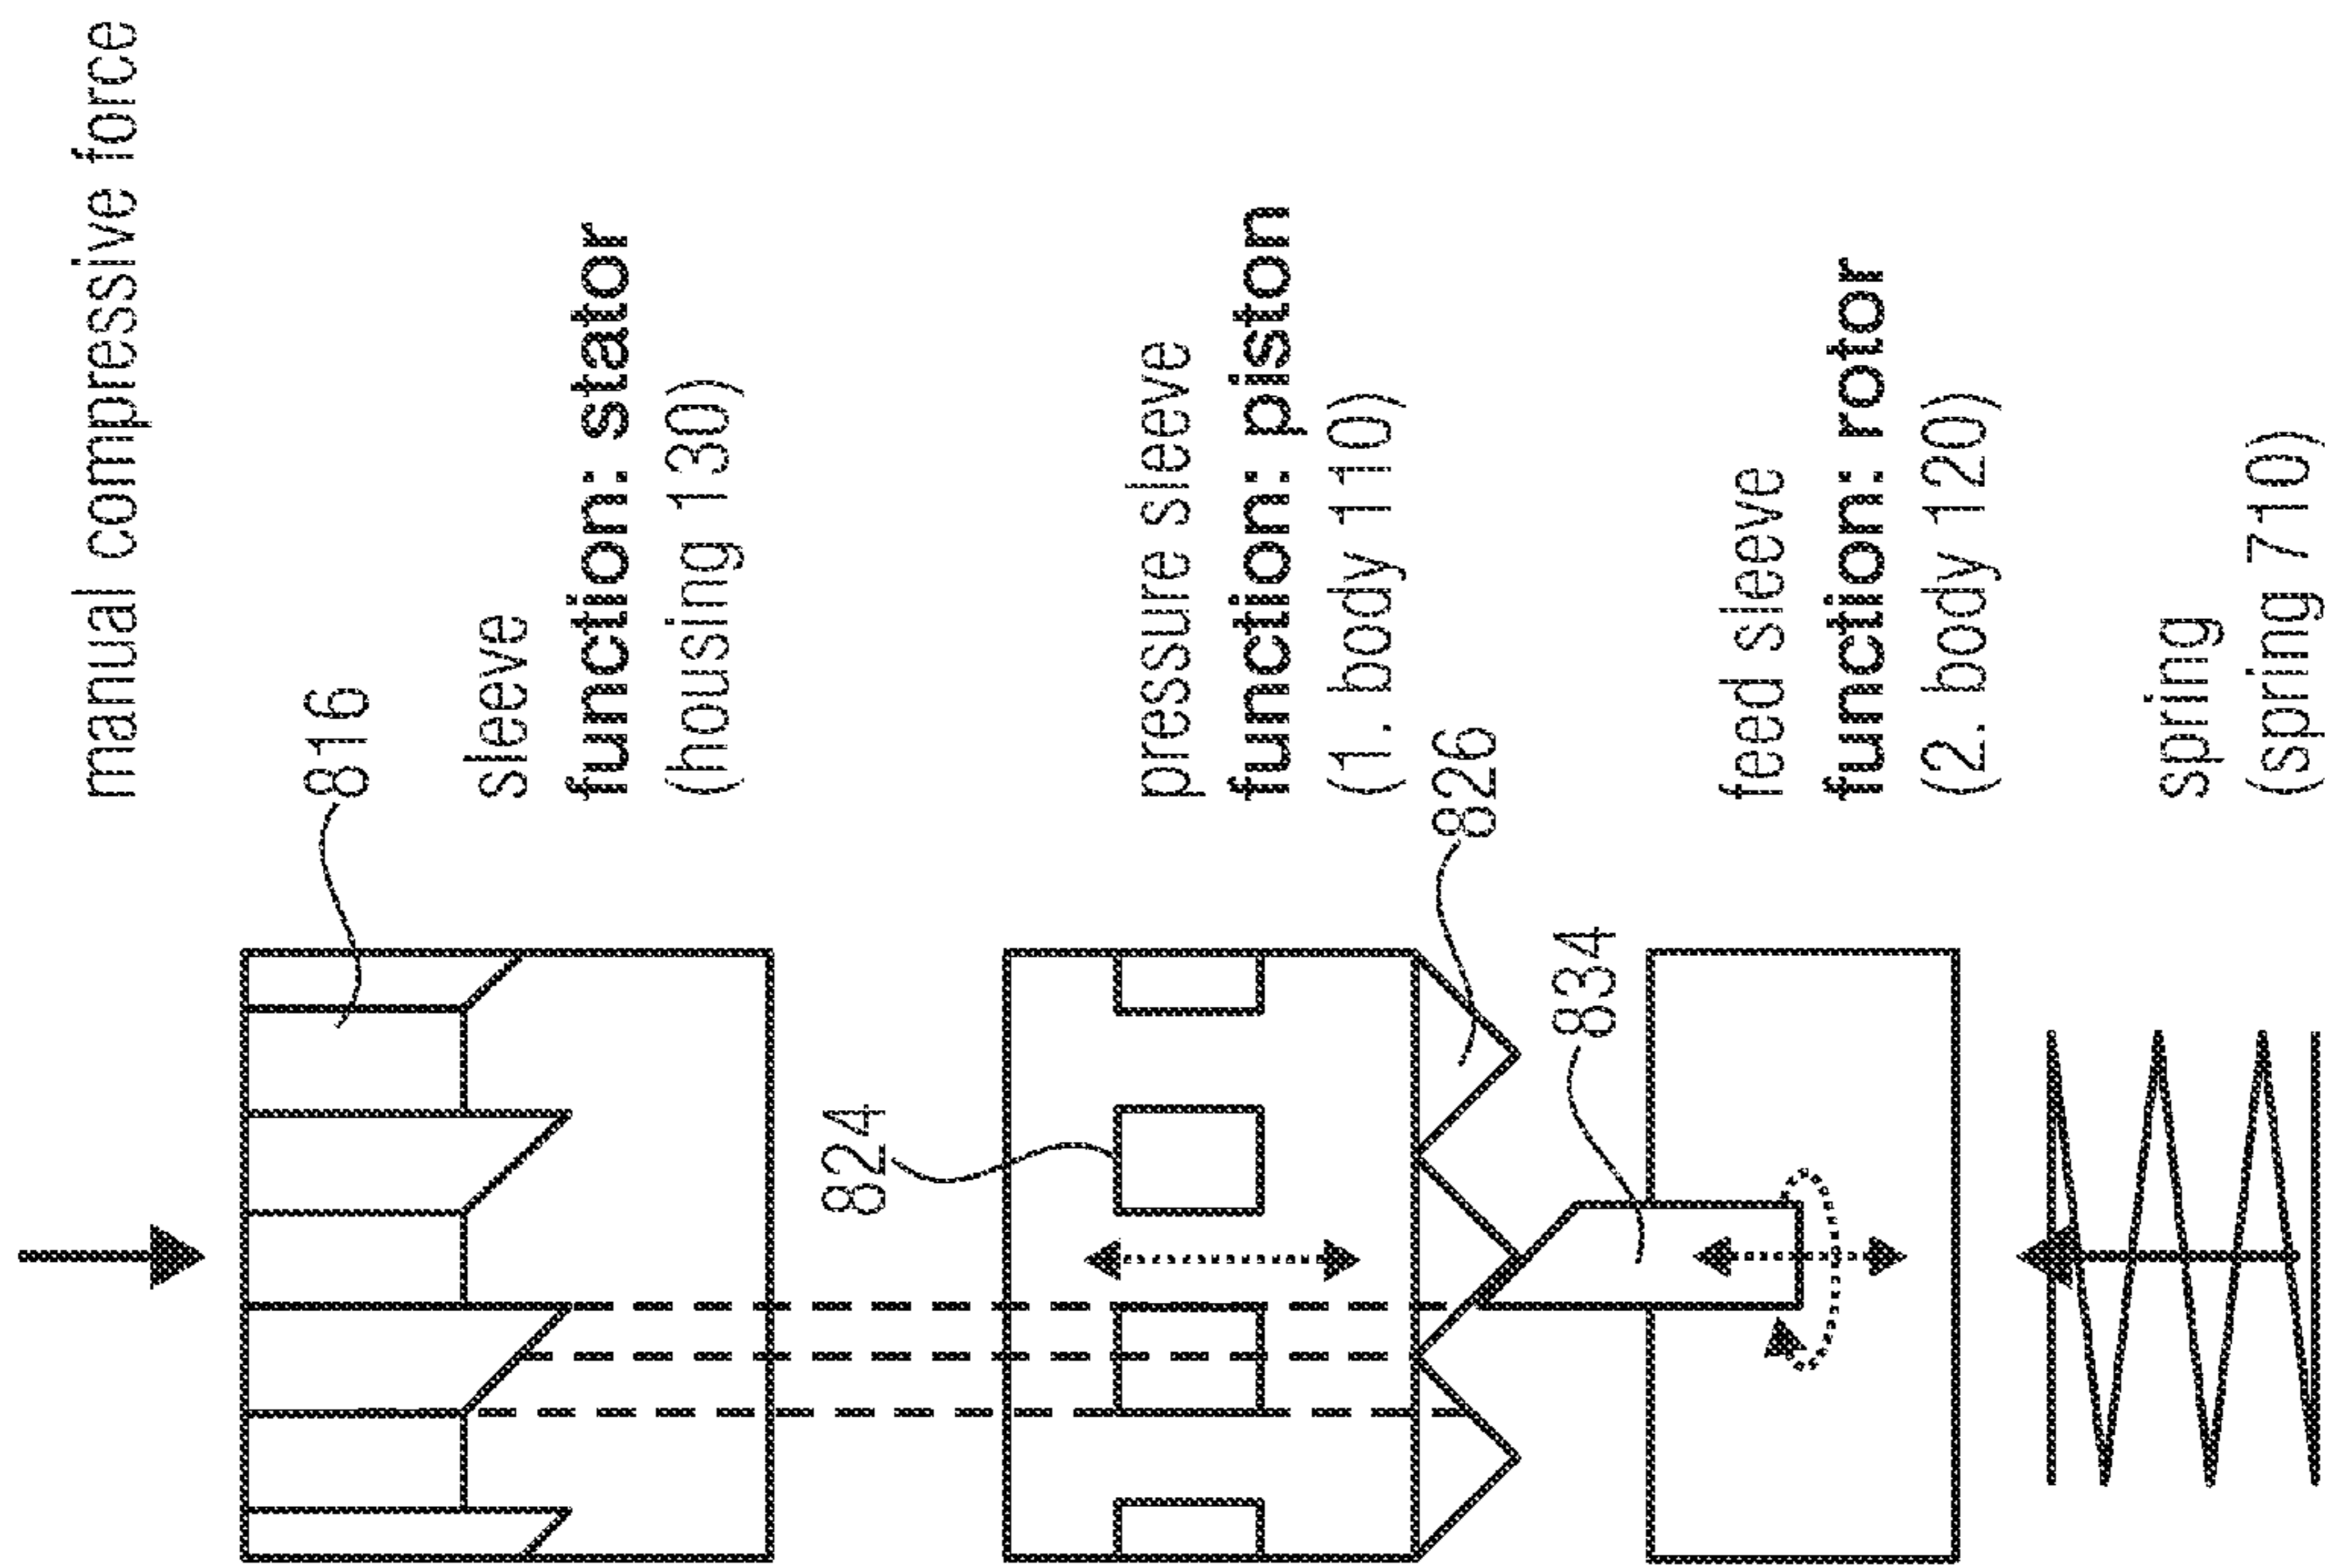 manual compressive force
816
sleeve
function: stator
(housing 130)
824
pressure sleeve
function: piston
(1. body 110)
826
834
feed sleeve
function: rotor
(2. body 120)
spring
(spring 710)